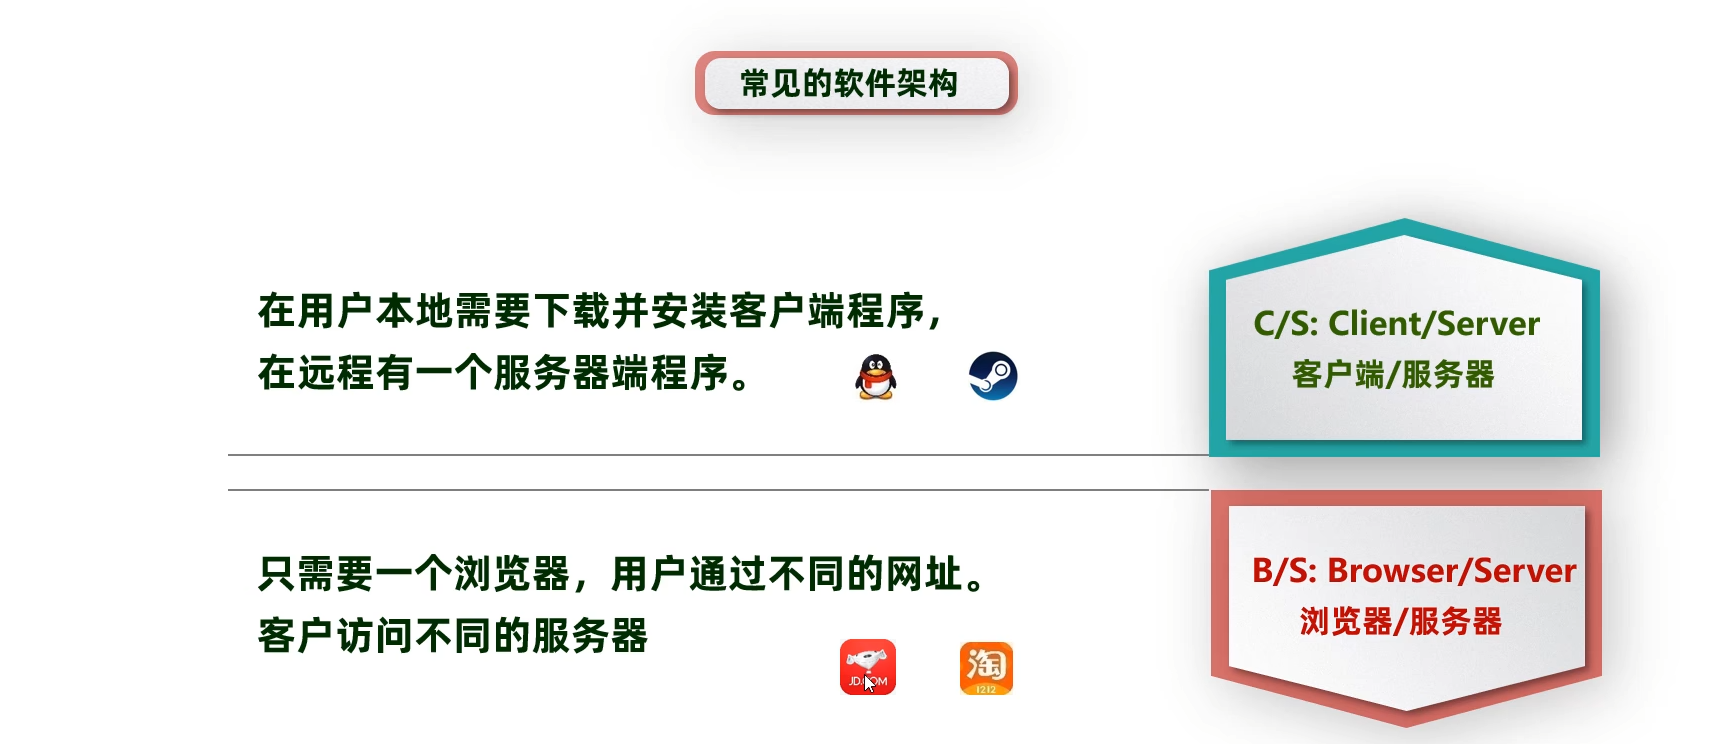 常见的软件架构
在用户本地需要下载并安装客户端程序，
在远程有一个服务器端程序。
C/S: Client/Server
客户端/服务器
只需要一个浏览器，用户通过不同的网址。
客户访问不同的服务器
JD.COM
淘
1212
B/S: Browser/Server
浏览器/服务器